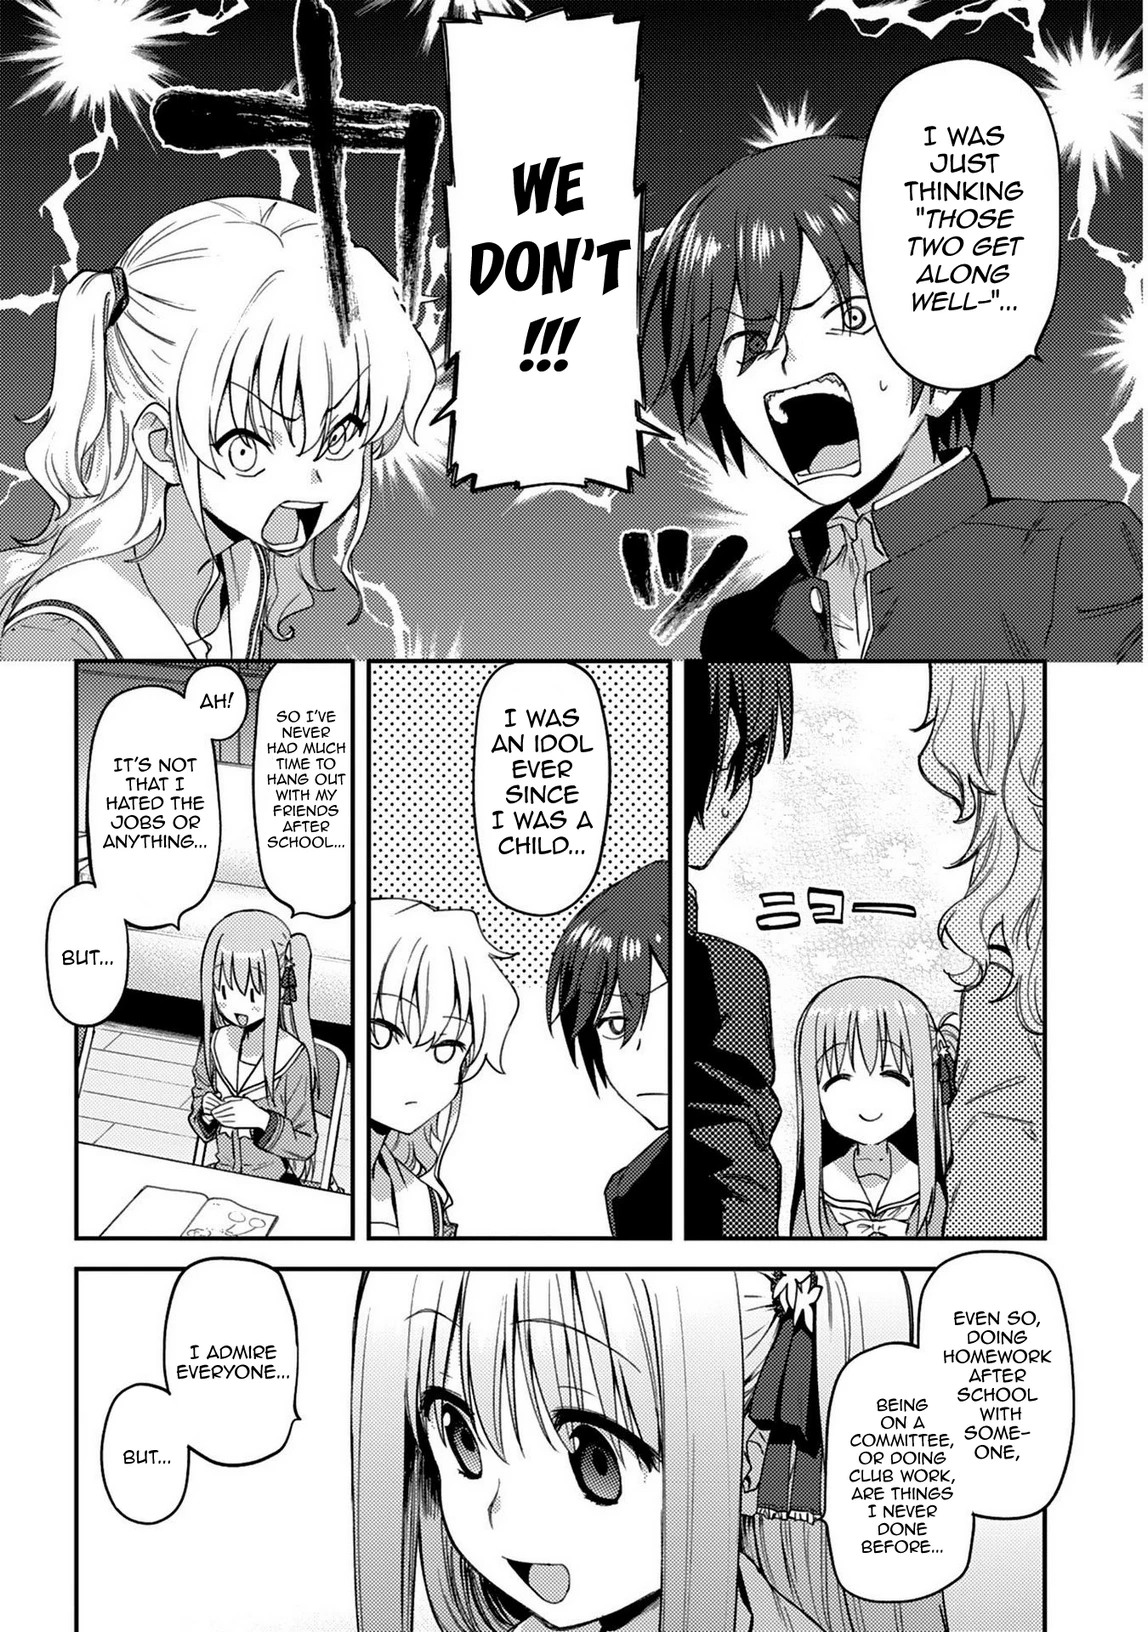 I WAS
JUST
THINKING
"THOSE
TWO GET
ALONG
WELL-"...
WE
DON'T
!!!
ニコー
I WAS
AN IDOL
EVER
SINCE
I WAS A
CHILD...
SO I'VE
NEVER
HAD MUCH
TIME TO
HANG OUT
WITH MY
FRIENDS
AFTER
SCHOOL...
AH!
IT'S NOT
THAT I
HATED THE
JOBS OR
ANYTHING...
BUT...
EVEN SO,
DOING
HOMEWORK
AFTER
SCHOOL
WITH
SOME-
ONE,
BEING
ON A
COMMITTEE,
OR DOING
CLUB WORK,
ARE THINGS
I NEVER
DONE
BEFORE...
I ADMIRE
EVERYONE...
BUT...